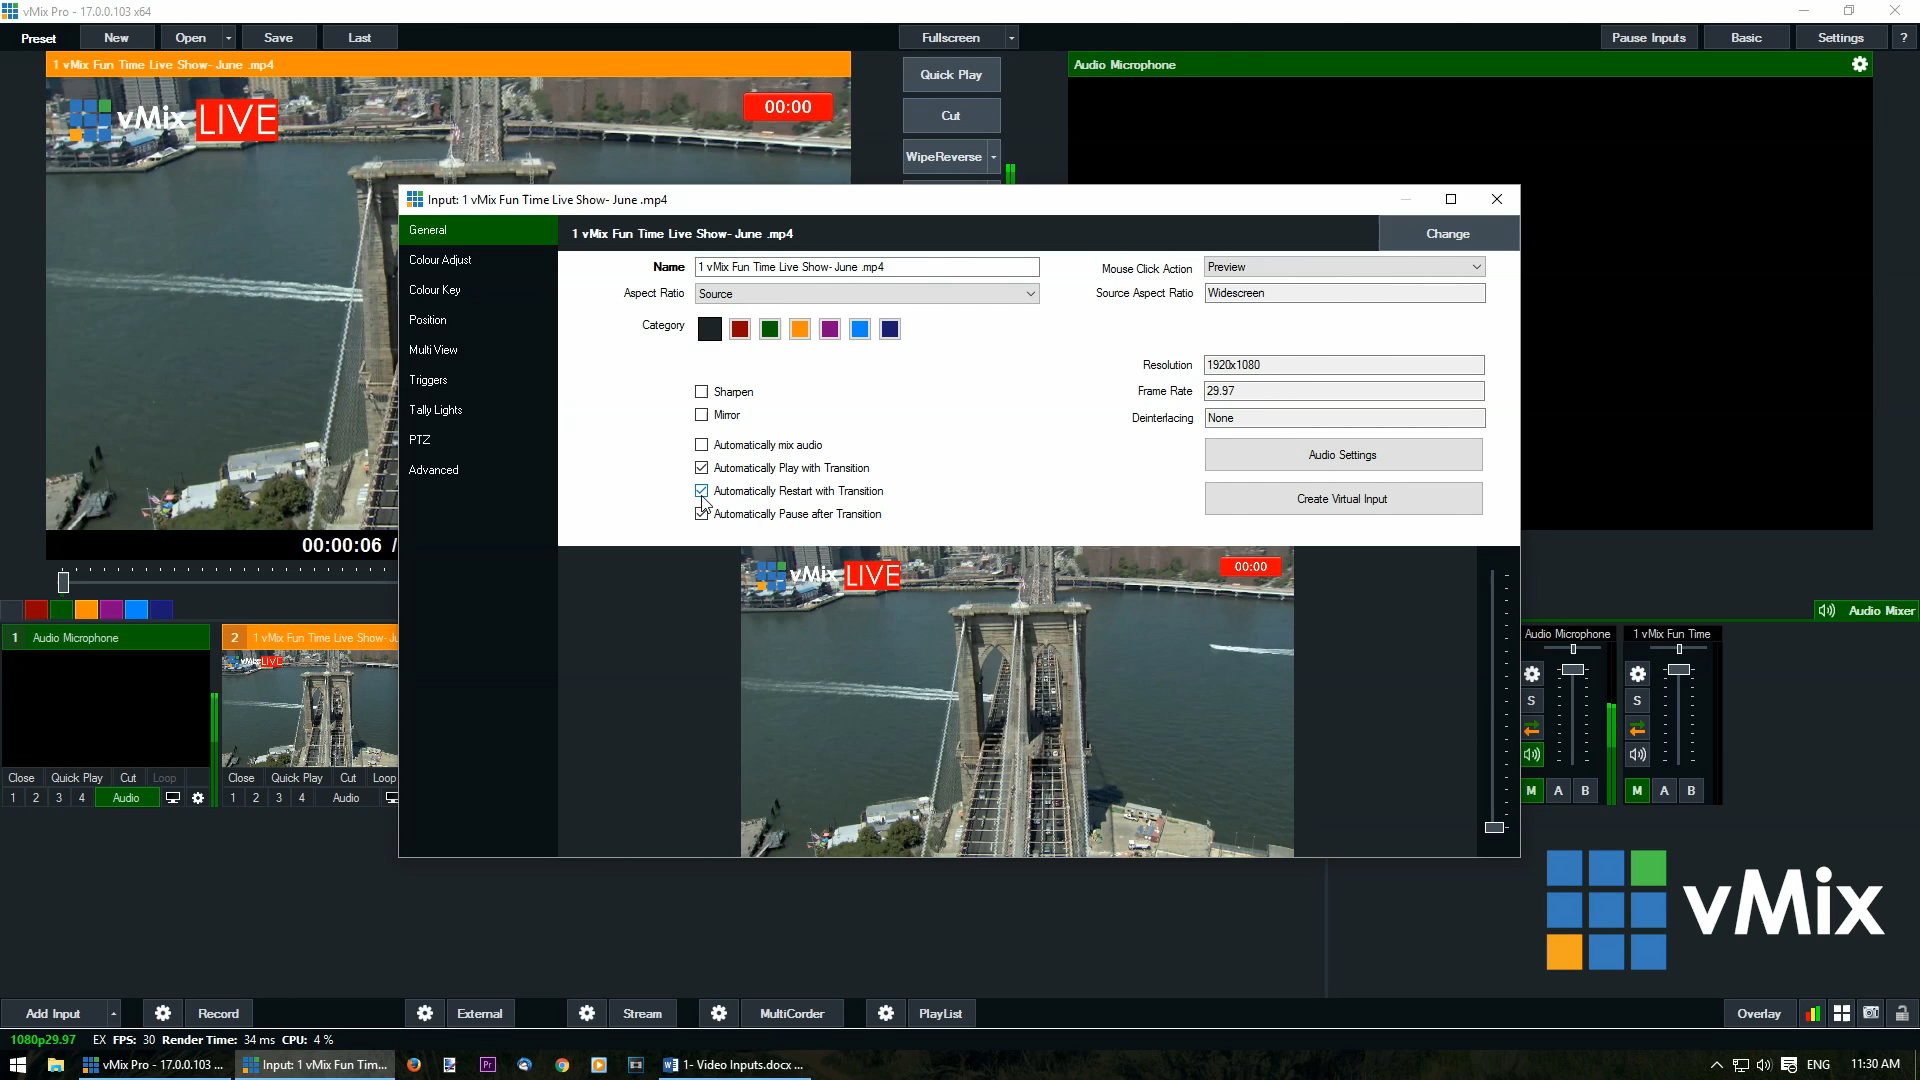 vMix Pro - 17.0.0.103 x64
Preset New Open Save Last Fullscreen Pause Inputs Basic Settings ?
1 vMix Fun Time Live Show- June .mp4
Audio Microphone
vMix LIVE
00:00
Quick Play
Cut
WipeReverse
Input: 1 vMix Fun Time Live Show- June .mp4
General
Colour Adjust
Colour Key
Position
Multi View
Triggers
Tally Lights
PTZ
Advanced
1 vMix Fun Time Live Show- June .mp4
Change
Name 1 vMix Fun Time Live Show- June .mp4
Mouse Click Action Preview
Aspect Ratio Source
Source Aspect Ratio Widescreen
Category
Resolution 1920x1080
Frame Rate 29.97
Deinterlacing None
Sharpen
Mirror
Automatically mix audio
Automatically Play with Transition
Automatically Restart with Transition
Automatically Pause after Transition
Audio Settings
Create Virtual Input
vMix LIVE
00:00
00:00:06 /
Audio Mixer
1 Audio Microphone
2 1 vMix Fun Time Live Show- Ju
vMix LIVE
Close Quick Play Cut Loop
1 2 3 4 Audio
Close Quick Play Cut Loop
1 2 3 4 Audio
Audio Microphone
S
M A B
1 vMix Fun Time
S
M A B
vMix
Add Input Record External Stream MultiCorder PlayList Overlay
1080p29.97 EX FPS: 30 Render Time: 34 ms CPU: 4 %
vMix Pro - 17.0.0.103 ...
Input: 1 vMix Fun Tim...
Pr
1- Video Inputs.docx ...
ENG
11:30 AM